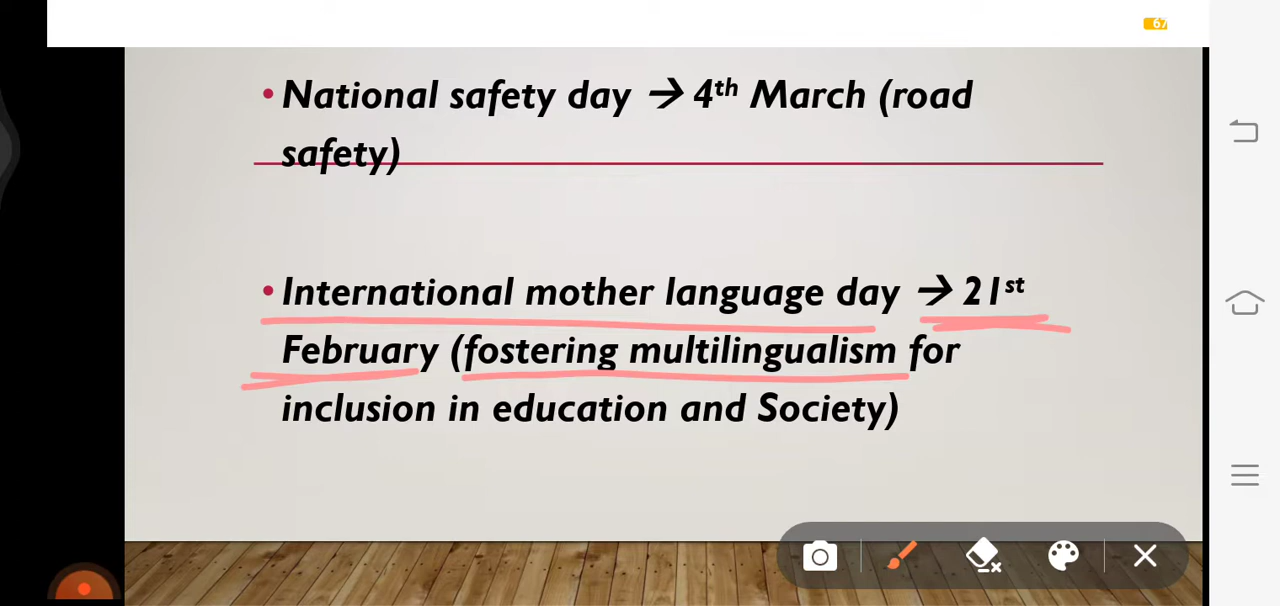 67
• National safety day → 4th March (road
safety)
• International mother language day → 21st
February (fostering multilingualism for
inclusion in education and Society)